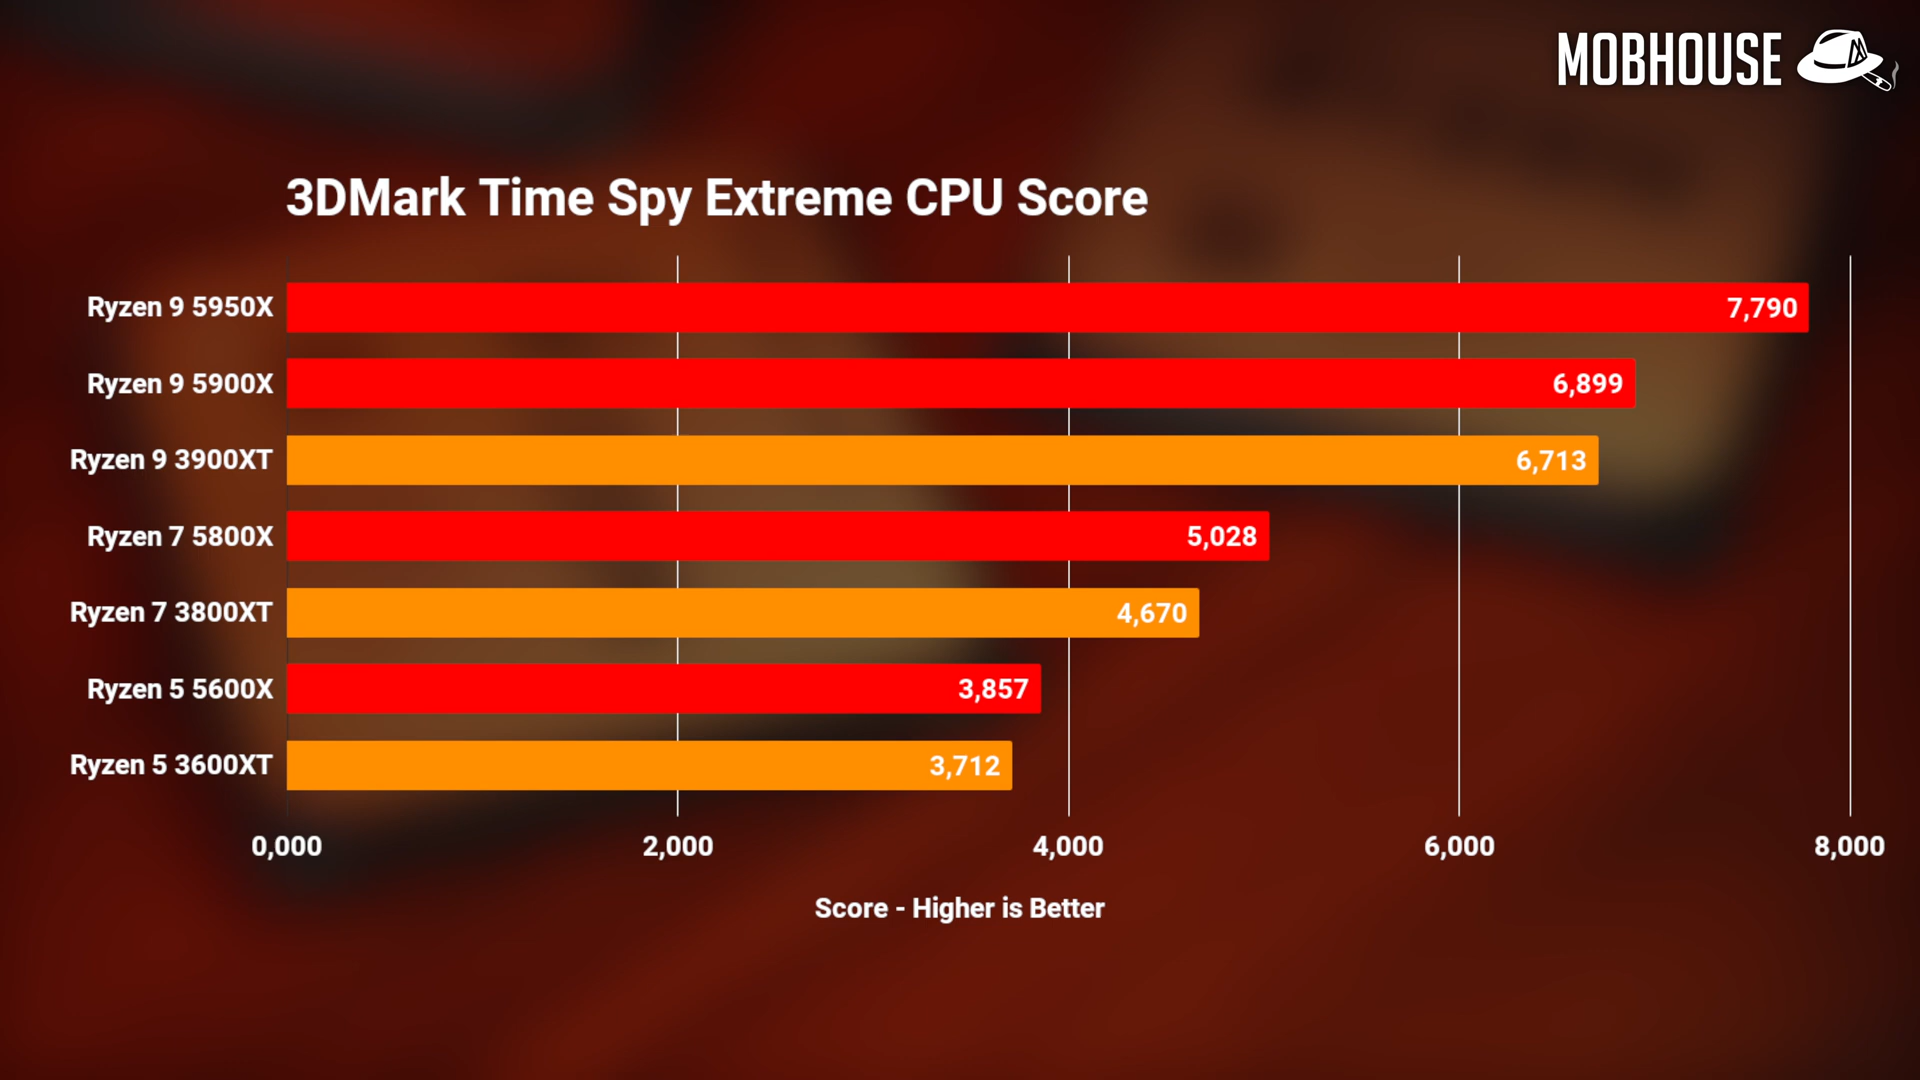 MOBHOUSE
3DMark Time Spy Extreme CPU Score
Ryzen 9 5950X 7,790
Ryzen 9 5900X 6,899
Ryzen 9 3900XT 6,713
Ryzen 7 5800X 5,028
Ryzen 7 3800XT 4,670
Ryzen 5 5600X 3,857
Ryzen 5 3600XT 3,712
0,000 2,000 4,000 6,000 8,000
Score - Higher is Better